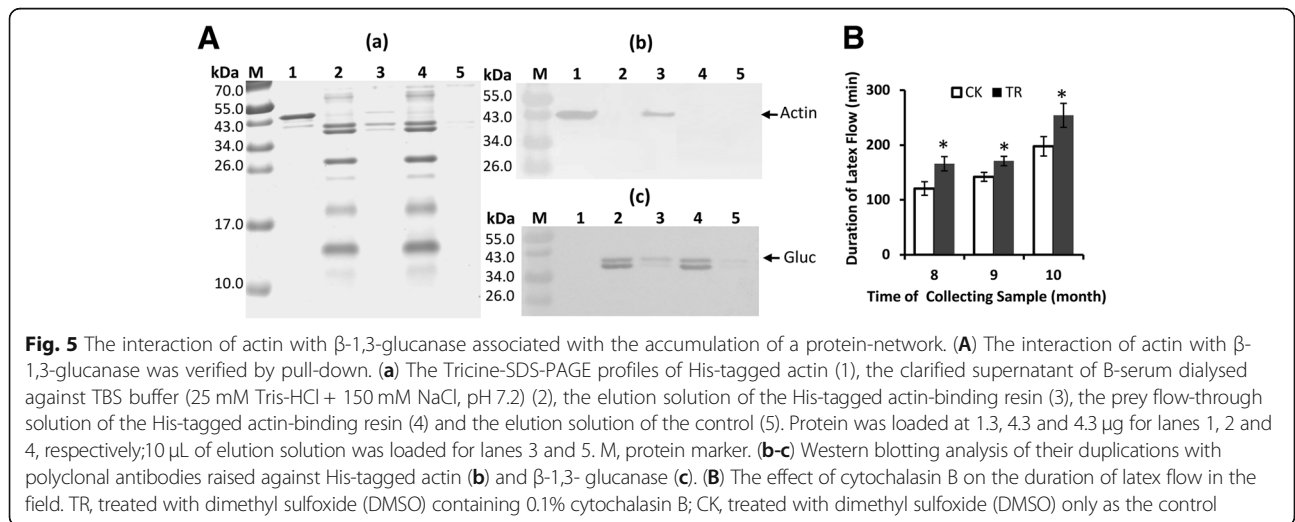 A
(a)
kDa M 1 2 3 4 5
70.0
55.0
43.0
34.0
26.0
17.0
10.0
(b)
kDa M 1 2 3 4 5
55.0
43.0
34.0
26.0
Actin
(c)
kDa M 1 2 3 4 5
55.0
43.0
34.0
26.0
Gluc
B
CK TR
300
200
100
0
Duration of Latex Flow (min)
* * *
8 9 10
Time of Collecting Sample (month)
Fig. 5 The interaction of actin with β-1,3-glucanase associated with the accumulation of a protein-network. (A) The interaction of actin with β-
1,3-glucanase was verified by pull-down. (a) The Tricine-SDS-PAGE profiles of His-tagged actin (1), the clarified supernatant of B-serum dialysed
against TBS buffer (25 mM Tris-HCl + 150 mM NaCl, pH 7.2) (2), the elution solution of the His-tagged actin-binding resin (3), the prey flow-through
solution of the His-tagged actin-binding resin (4) and the elution solution of the control (5). Protein was loaded at 1.3, 4.3 and 4.3 μg for lanes 1, 2 and
4, respectively;10 μL of elution solution was loaded for lanes 3 and 5. M, protein marker. (b-c) Western blotting analysis of their duplications with
polyclonal antibodies raised against His-tagged actin (b) and β-1,3- glucanase (c). (B) The effect of cytochalasin B on the duration of latex flow in the
field. TR, treated with dimethyl sulfoxide (DMSO) containing 0.1% cytochalasin B; CK, treated with dimethyl sulfoxide (DMSO) only as the control